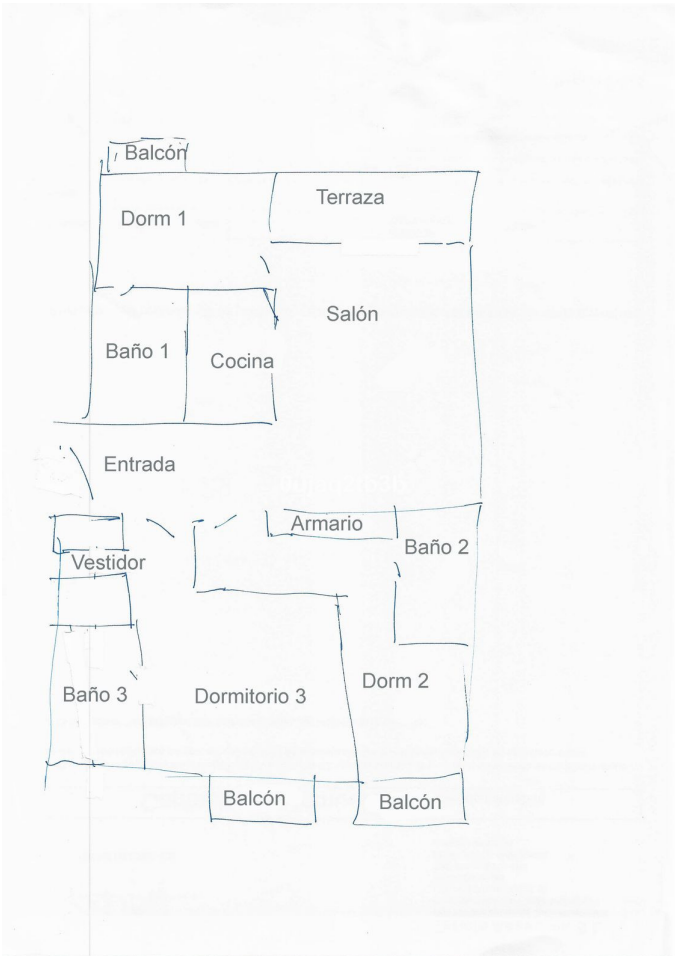 Balcón
Terraza
Dorm 1
Salón
Baño 1
Cocina
Entrada
Armario
Baño 2
Vestidor
Dorm 2
Baño 3
Dormitorio 3
Balcón
Balcón